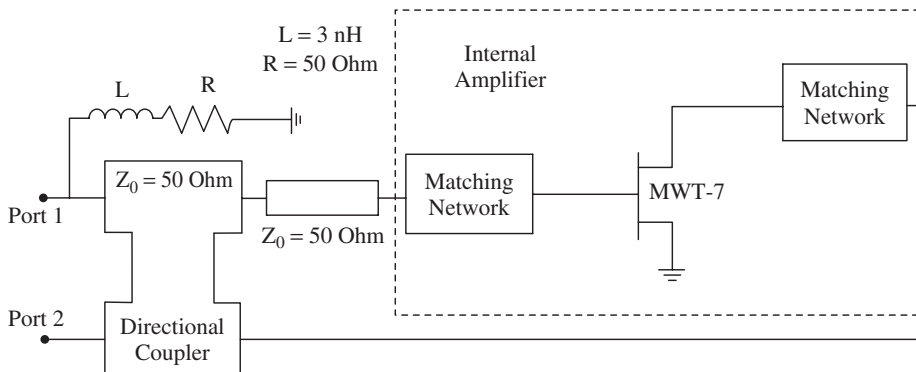 L = 3 nH
R = 50 Ohm
Internal
Amplifier
L
R
Matching
Network
Z₀ = 50 Ohm
Port 1
Z₀ = 50 Ohm
Matching
Network
MWT-7
Port 2
Directional
Coupler